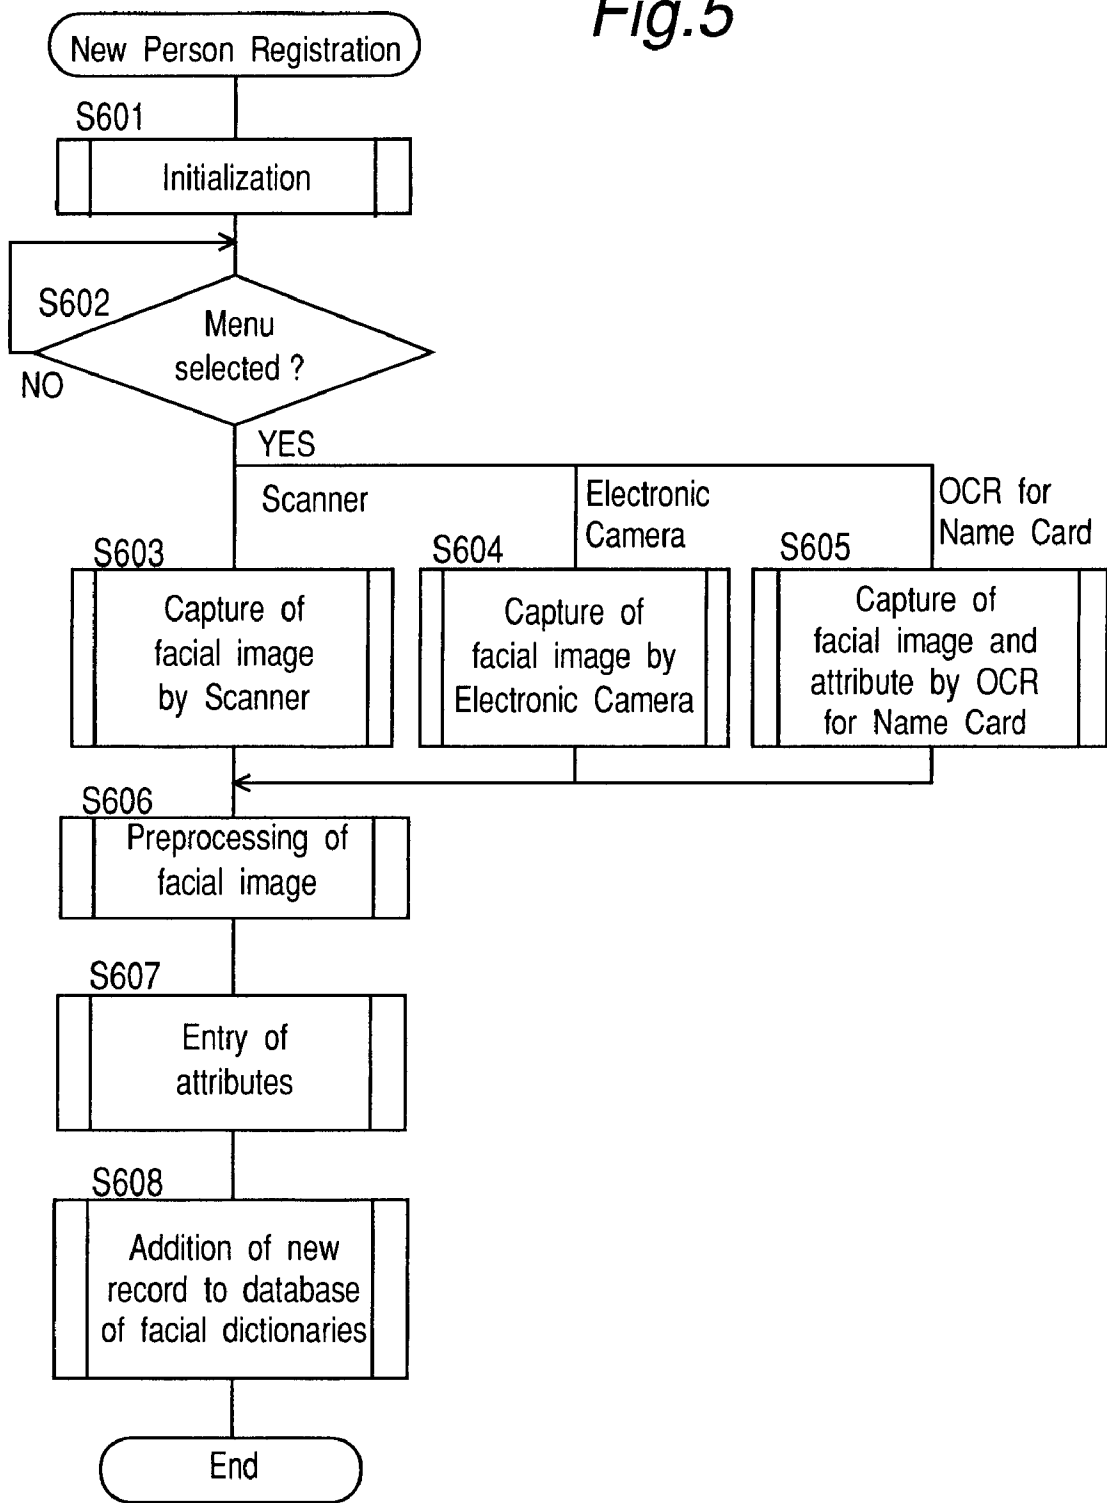 Fig.5
New Person Registration
S601
Initialization
S602
Menu
selected ?
NO
YES
Scanner
Electronic
Camera
OCR for
Name Card
S603
Capture of
facial image
by Scanner
S604
Capture of
facial image by
Electronic Camera
S605
Capture of
facial image and
attribute by OCR
for Name Card
S606
Preprocessing of
facial image
S607
Entry of
attributes
S608
Addition of new
record to database
of facial dictionaries
End